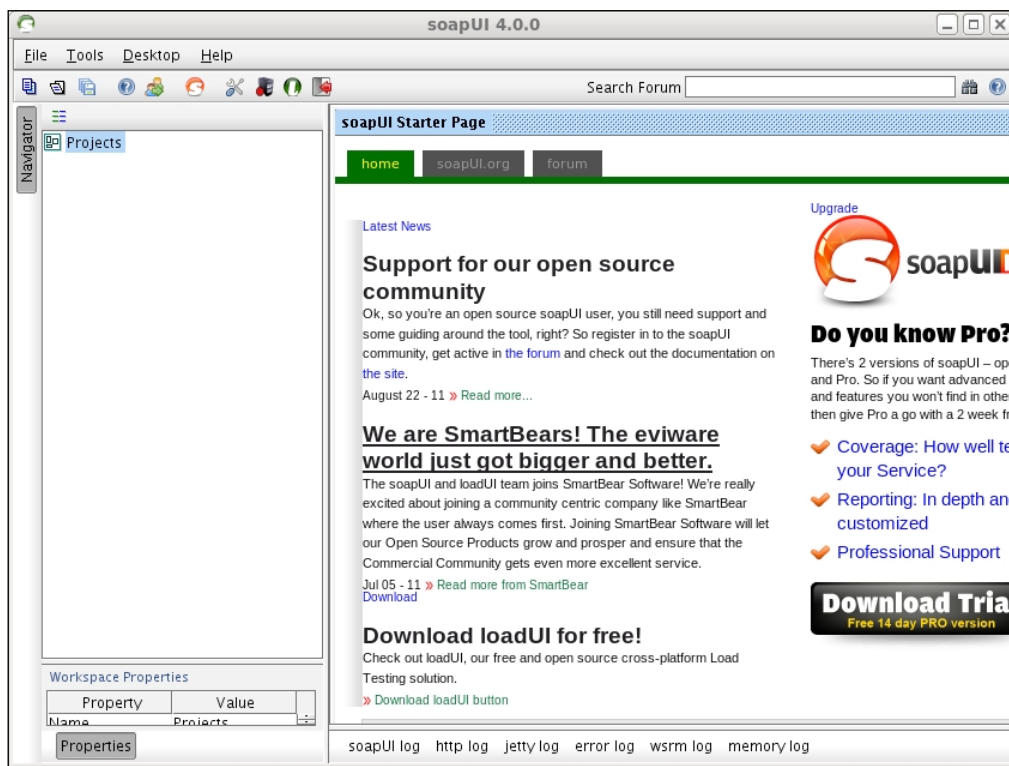 soapUI 4.0.0
File Tools Desktop Help
Search Forum
Navigator
Projects
soapUI Starter Page
home soapUI.org forum
Latest News
Support for our open source
community
Ok, so you're an open source soapUI user, you still need support and
some guiding around the tool, right? So register in to the soapUI
community, get active in the forum and check out the documentation on
the site.
August 22 - 11 » Read more...
We are SmartBears! The eviware
world just got bigger and better.
The soapUI and loadUI team joins SmartBear Software! We're really
excited about joining a community centric company like SmartBear
where the user always comes first. Joining SmartBear Software will let
our Open Source Products grow and prosper and ensure that the
Commercial Community gets even more excellent service.
Jul 05 - 11 » Read more from SmartBear
Download
Download loadUI for free!
Check out loadUI, our free and open source cross-platform Load
Testing solution.
» Download loadUI button
Upgrade
soapUI
Do you know Pro?
There's 2 versions of soapUI – op
and Pro. So if you want advanced
and features you won't find in othe
then give Pro a go with a 2 week fr
Coverage: How well te
your Service?
Reporting: In depth an
customized
Professional Support
Download Tria
Free 14 day PRO version
Workspace Properties
Property Value
Name Projects
Properties
soapUI log http log jetty log error log wsrm log memory log